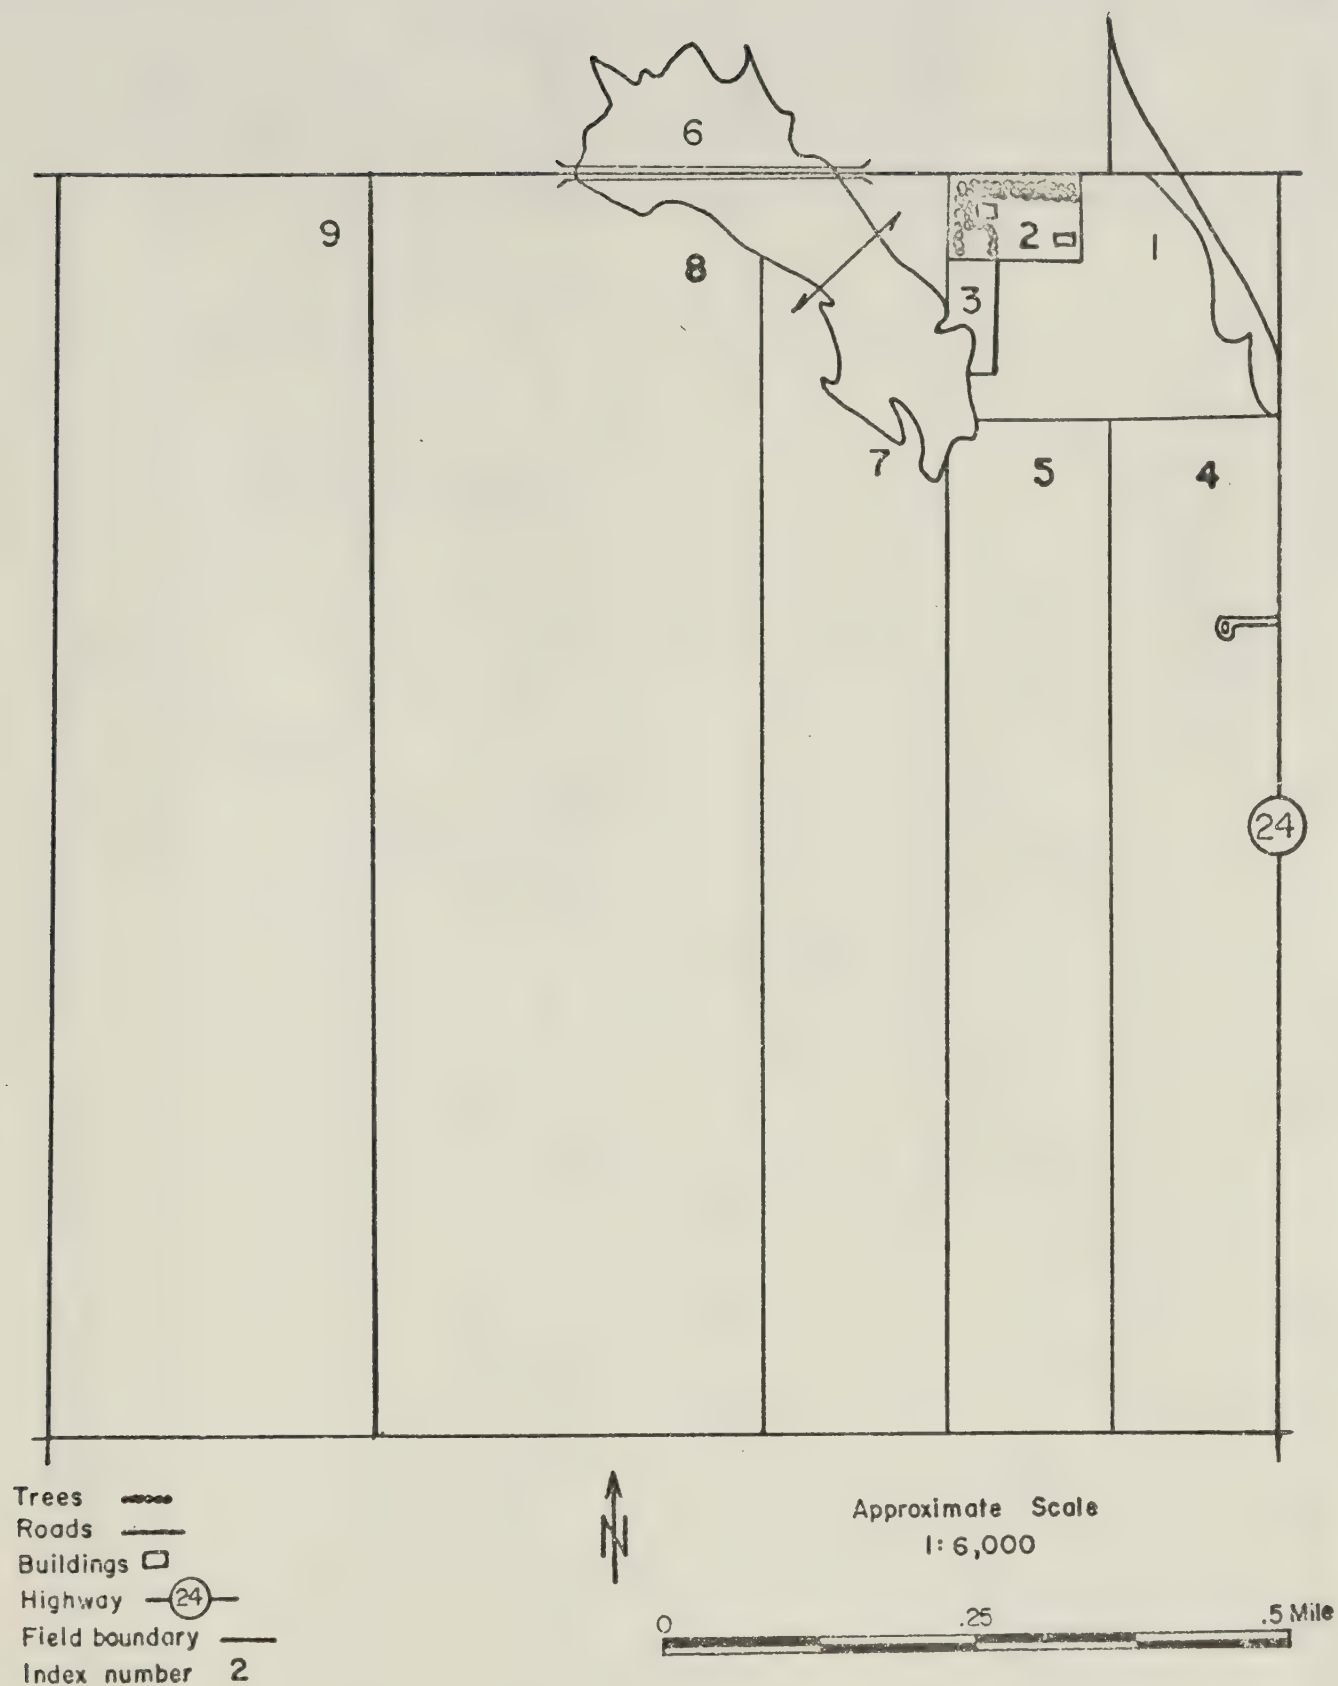 6
9
8
2
1
3
7
5
4
24
Trees
Roads
Buildings
Highway 24
Field boundary
Index number 2
N
Approximate Scale
1:6,000
0 .25 .5 Mile